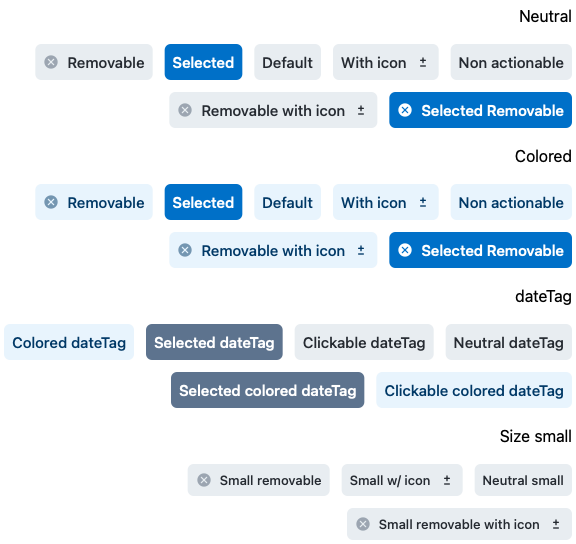 Neutral
Removable Selected Default With icon ± Non actionable
Removable with icon ± Selected Removable
Colored
Removable Selected Default With icon ± Non actionable
Removable with icon ± Selected Removable
dateTag
Colored dateTag Selected dateTag Clickable dateTag Neutral dateTag
Selected colored dateTag Clickable colored dateTag
Size small
Small removable Small w/ icon ± Neutral small
Small removable with icon ±